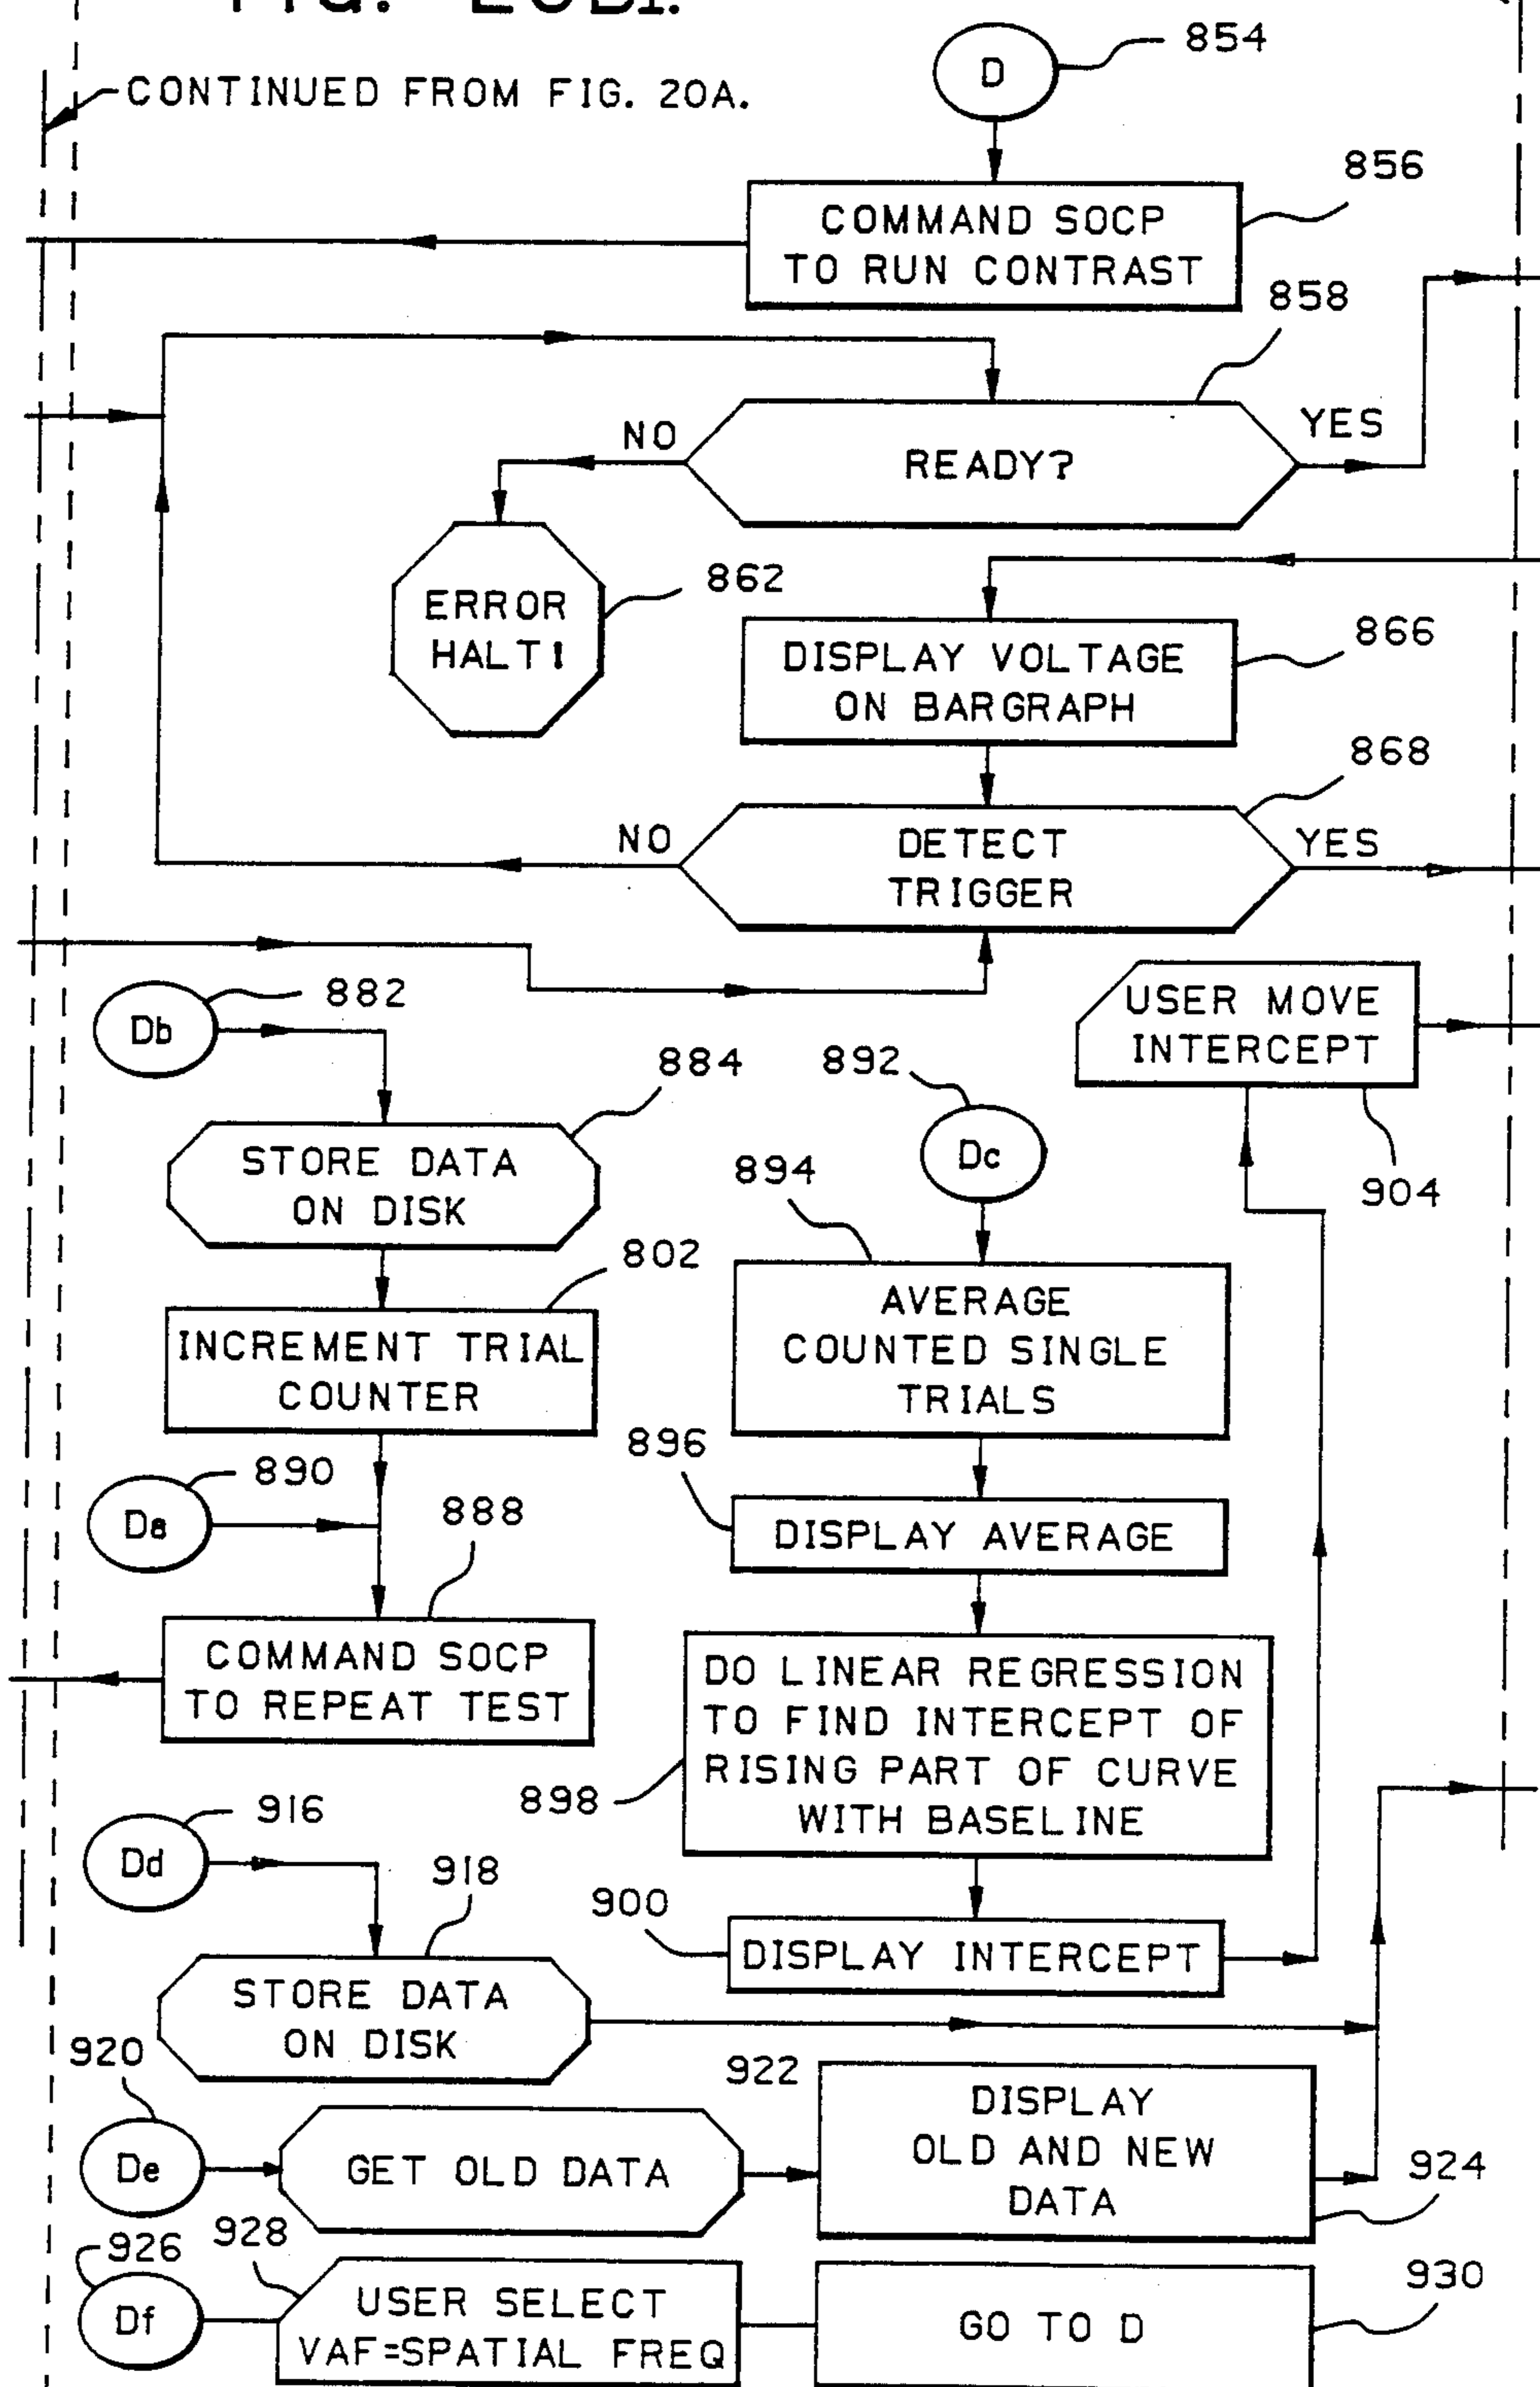 FIG. 20B1.
CONTINUED FROM FIG. 20A.
D
854
COMMAND SOCP
TO RUN CONTRAST
856
858
NO
READY?
YES
ERROR
HALT!
862
DISPLAY VOLTAGE
ON BARGRAPH
866
868
NO
DETECT
TRIGGER
YES
Db
882
USER MOVE
INTERCEPT
904
884
STORE DATA
ON DISK
892
Dc
802
INCREMENT TRIAL
COUNTER
894
AVERAGE
COUNTED SINGLE
TRIALS
Da
890
888
896
DISPLAY AVERAGE
COMMAND SOCP
TO REPEAT TEST
DO LINEAR REGRESSION
TO FIND INTERCEPT OF
RISING PART OF CURVE
WITH BASELINE
898
Dd
916
918
900
DISPLAY INTERCEPT
STORE DATA
ON DISK
920
De
GET OLD DATA
922
DISPLAY
OLD AND NEW
DATA
924
926
Df
928
USER SELECT
VAF=SPATIAL FREQ
GO TO D
930